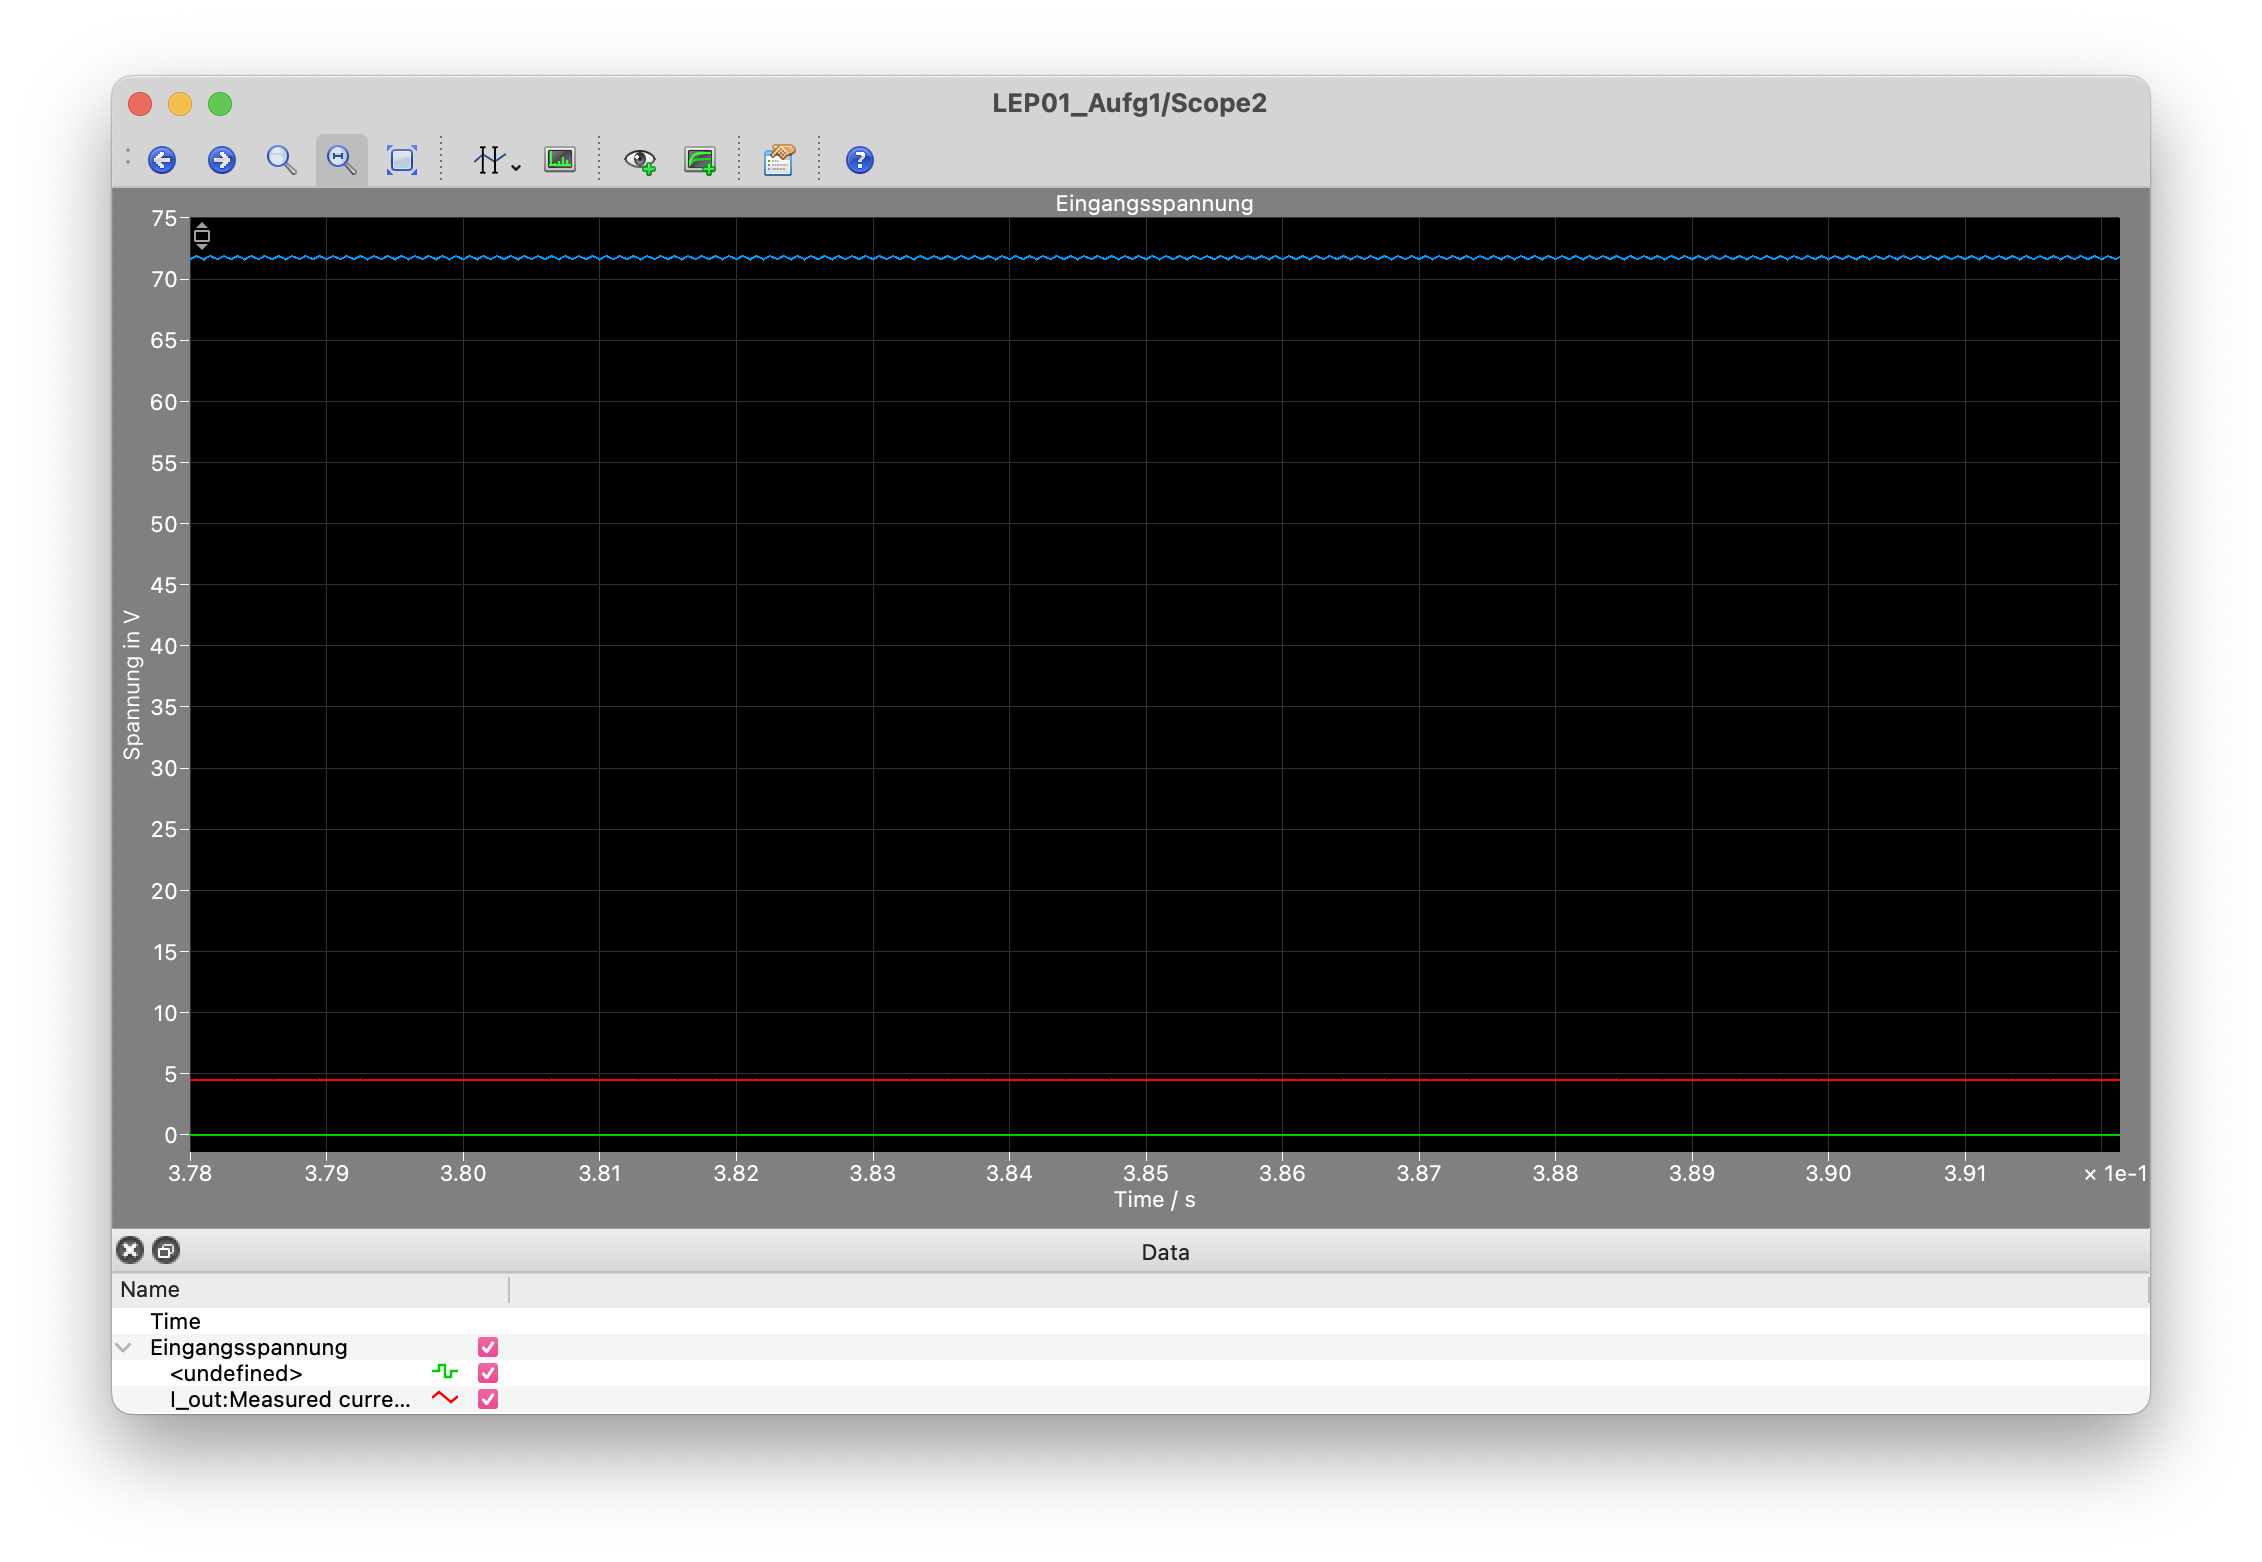 LEP01_Aufg1/Scope2
Eingangsspannung
75
70
65
60
55
50
45
40
35
30
25
20
15
10
5
0
Spannung in V
3.78 3.79 3.80 3.81 3.82 3.83 3.84 3.85 3.86 3.87 3.88 3.89 3.90 3.91 × 1e-1
Time / s
Data
Name
Time
Eingangsspannung
<undefined>
I_out:Measured curre...